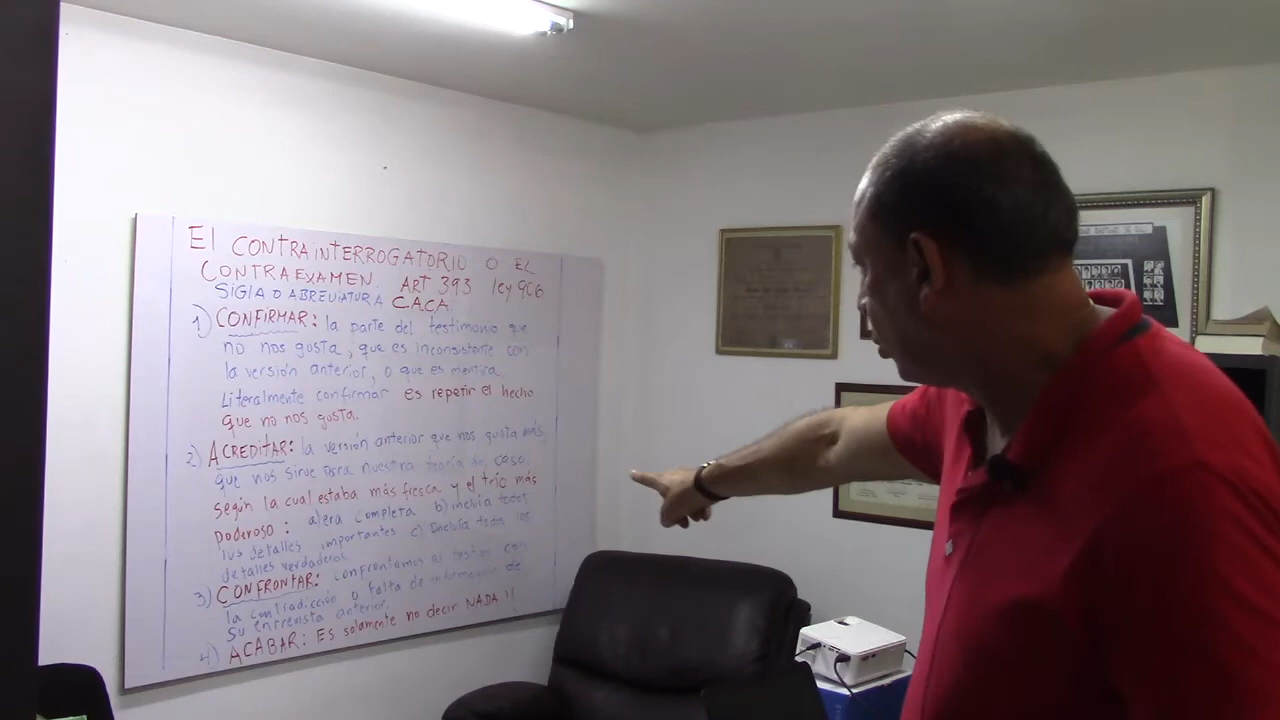 El CONTRAINTERROGATORIO O EL
CONTRAEXAMEN. ART 393 ley 906
SIGlA O ABREVIATURA C.A.C.A.
1) CONFIRMAR: la parte del testimonio que
no nos gusta, que es inconsistente con
la versión anterior, o que es mentira.
Literalmente confirmar es repetir el hecho
que no nos gusta.
2) ACREDITAR: la versión anterior que nos gusta más,
que nos sirve para nuestra teoría del caso,
según la cual estaba más fresca y el trío más
Poderoso: a) era completa b) incluía todos
los detalles importantes c) Incluía todos los
detalles verdaderos.
3) CONFRONTAR: confrontamos al testigo con
la contradicción o falta de información de
su entrevista anterior.
4) ACABAR: Es solamente no decir NADA !!